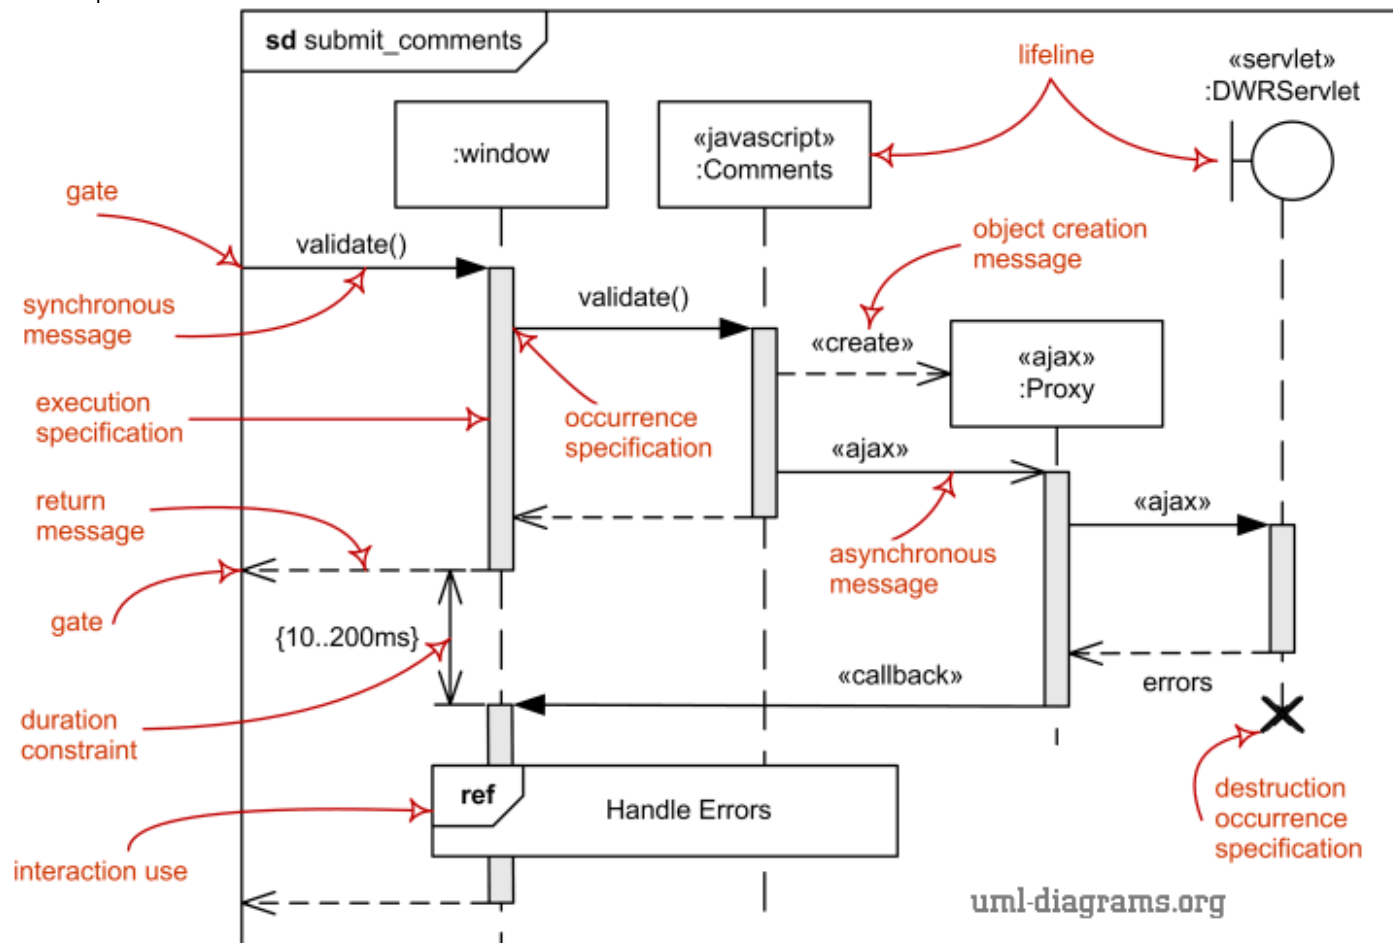 sd submit_comments
lifeline
«servlet»
:DWRServlet
:window
«javascript»
:Comments
gate
validate()
object creation
message
synchronous
message
validate()
«create»
«ajax»
:Proxy
execution
specification
occurrence
specification
«ajax»
return
message
«ajax»
asynchronous
message
gate
{10..200ms}
«callback»
errors
duration
constraint
ref
Handle Errors
destruction
occurrence
specification
interaction use
uml-diagrams.org